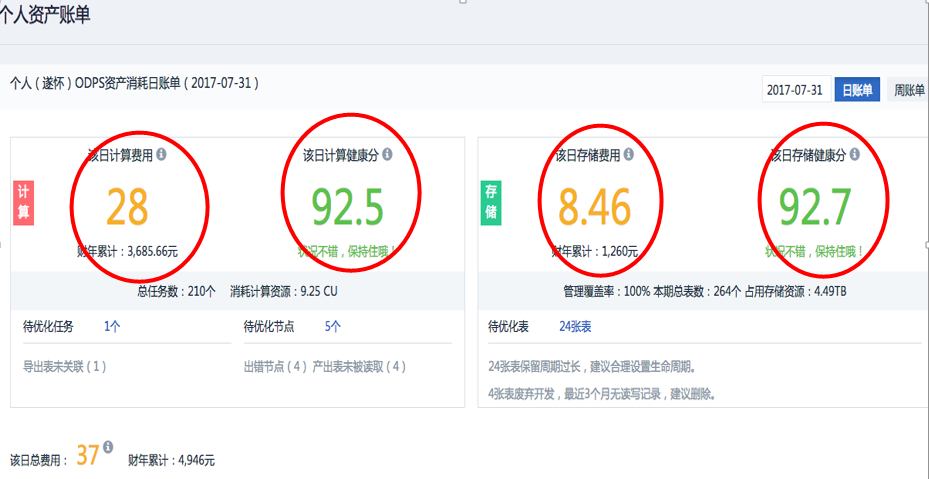 个人资产账单
个人（遂怀）ODPS资产消耗日账单（2017-07-31）
2017-07-31 日账单 周账单
计算
该日计算费用
28
财年累计：3,685.66元
该日计算健康分
92.5
状况不错，保持住哦！
总任务数：210个 消耗计算资源：9.25 CU
待优化任务 1个
待优化节点 5个
导出表未关联（1）
出错节点（4） 产出表未被读取（4）
存储
该日存储费用
8.46
财年累计：1,260元
该日存储健康分
92.7
状况不错，保持住哦！
管理覆盖率：100% 本期总表数：264个 占用存储资源：4.49TB
待优化表 24张表
24张表保留周期过长，建议合理设置生命周期。
4张表废弃开发，最近3个月无读写记录，建议删除。
该日总费用： 37 财年累计：4,946元